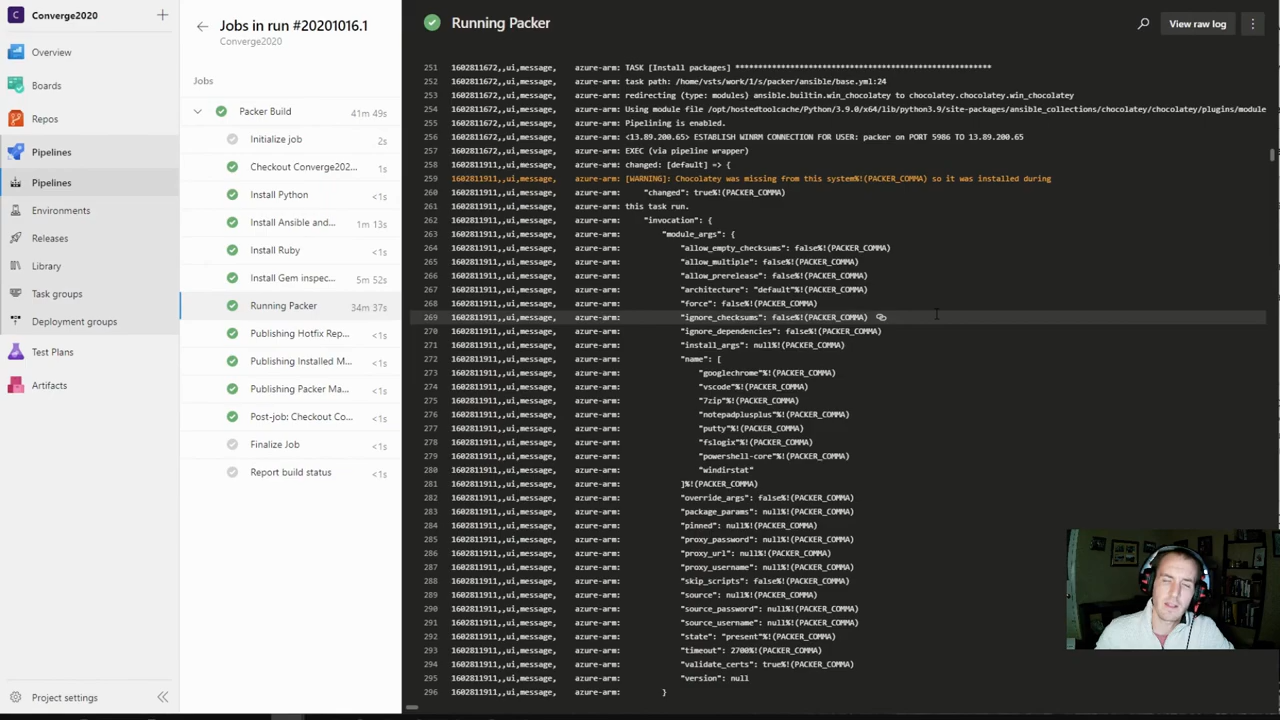 C Converge2020 +
Overview
Boards
Repos
Pipelines
Pipelines
Environments
Releases
Library
Task groups
Deployment groups
Test Plans
Artifacts
Project settings
Jobs in run #20201016.1
Converge2020
Jobs
Packer Build 41m 49s
Initialize job 2s
Checkout Converge202... 1s
Install Python <1s
Install Ansible and... 1m 13s
Install Ruby <1s
Install Gem inspec... 5m 52s
Running Packer 34m 37s
Publishing Hotfix Rep... <1s
Publishing Installed M... <1s
Publishing Packer Ma... <1s
Post-job: Checkout Co... <1s
Finalize Job <1s
Report build status <1s
Running Packer
View raw log
251 1602811672,,ui,message, azure-arm: TASK [Install packages] ********************************************************
252 1602811672,,ui,message, azure-arm: task path: /home/vsts/work/1/s/packer/ansible/base.yml:24
253 1602811672,,ui,message, azure-arm: redirecting (type: modules) ansible.builtin.win_chocolatey to chocolatey.chocolatey.win_chocolatey
254 1602811672,,ui,message, azure-arm: Using module file /opt/hostedtoolcache/Python/3.9.0/x64/lib/python3.9/site-packages/ansible_collections/chocolatey/chocolatey/plugins/module
255 1602811672,,ui,message, azure-arm: Pipelining is enabled.
256 1602811672,,ui,message, azure-arm: <13.89.200.65> ESTABLISH WINRM CONNECTION FOR USER: packer on PORT 5986 TO 13.89.200.65
257 1602811672,,ui,message, azure-arm: EXEC (via pipeline wrapper)
258 1602811911,,ui,message, azure-arm: changed: [default] => {
259 1602811911,,ui,message, azure-arm: [WARNING]: Chocolatey was missing from this system%!(PACKER_COMMA) so it was installed during
260 1602811911,,ui,message, azure-arm: "changed": true%!(PACKER_COMMA)
261 1602811911,,ui,message, azure-arm: this task run.
262 1602811911,,ui,message, azure-arm: "invocation": {
263 1602811911,,ui,message, azure-arm: "module_args": {
264 1602811911,,ui,message, azure-arm: "allow_empty_checksums": false%!(PACKER_COMMA)
265 1602811911,,ui,message, azure-arm: "allow_multiple": false%!(PACKER_COMMA)
266 1602811911,,ui,message, azure-arm: "allow_prerelease": false%!(PACKER_COMMA)
267 1602811911,,ui,message, azure-arm: "architecture": "default"%!(PACKER_COMMA)
268 1602811911,,ui,message, azure-arm: "force": false%!(PACKER_COMMA)
269 1602811911,,ui,message, azure-arm: "ignore_checksums": false%!(PACKER_COMMA)
270 1602811911,,ui,message, azure-arm: "ignore_dependencies": false%!(PACKER_COMMA)
271 1602811911,,ui,message, azure-arm: "install_args": null%!(PACKER_COMMA)
272 1602811911,,ui,message, azure-arm: "name": [
273 1602811911,,ui,message, azure-arm: "googlechrome"%!(PACKER_COMMA)
274 1602811911,,ui,message, azure-arm: "vscode"%!(PACKER_COMMA)
275 1602811911,,ui,message, azure-arm: "7zip"%!(PACKER_COMMA)
276 1602811911,,ui,message, azure-arm: "notepadplusplus"%!(PACKER_COMMA)
277 1602811911,,ui,message, azure-arm: "putty"%!(PACKER_COMMA)
278 1602811911,,ui,message, azure-arm: "fslogix"%!(PACKER_COMMA)
279 1602811911,,ui,message, azure-arm: "powershell-core"%!(PACKER_COMMA)
280 1602811911,,ui,message, azure-arm: "windirstat"
281 1602811911,,ui,message, azure-arm: ]%!(PACKER_COMMA)
282 1602811911,,ui,message, azure-arm: "override_args": false%!(PACKER_COMMA)
283 1602811911,,ui,message, azure-arm: "package_params": null%!(PACKER_COMMA)
284 1602811911,,ui,message, azure-arm: "pinned": null%!(PACKER_COMMA)
285 1602811911,,ui,message, azure-arm: "proxy_password": null%!(PACKER_COMMA)
286 1602811911,,ui,message, azure-arm: "proxy_url": null%!(PACKER_COMMA)
287 1602811911,,ui,message, azure-arm: "proxy_username": null%!(PACKER_COMMA)
288 1602811911,,ui,message, azure-arm: "skip_scripts": false%!(PACKER_COMMA)
289 1602811911,,ui,message, azure-arm: "source": null%!(PACKER_COMMA)
290 1602811911,,ui,message, azure-arm: "source_password": null%!(PACKER_COMMA)
291 1602811911,,ui,message, azure-arm: "source_username": null%!(PACKER_COMMA)
292 1602811911,,ui,message, azure-arm: "state": "present"%!(PACKER_COMMA)
293 1602811911,,ui,message, azure-arm: "timeout": 2700%!(PACKER_COMMA)
294 1602811911,,ui,message, azure-arm: "validate_certs": true%!(PACKER_COMMA)
295 1602811911,,ui,message, azure-arm: "version": null
296 1602811911,,ui,message, azure-arm: }